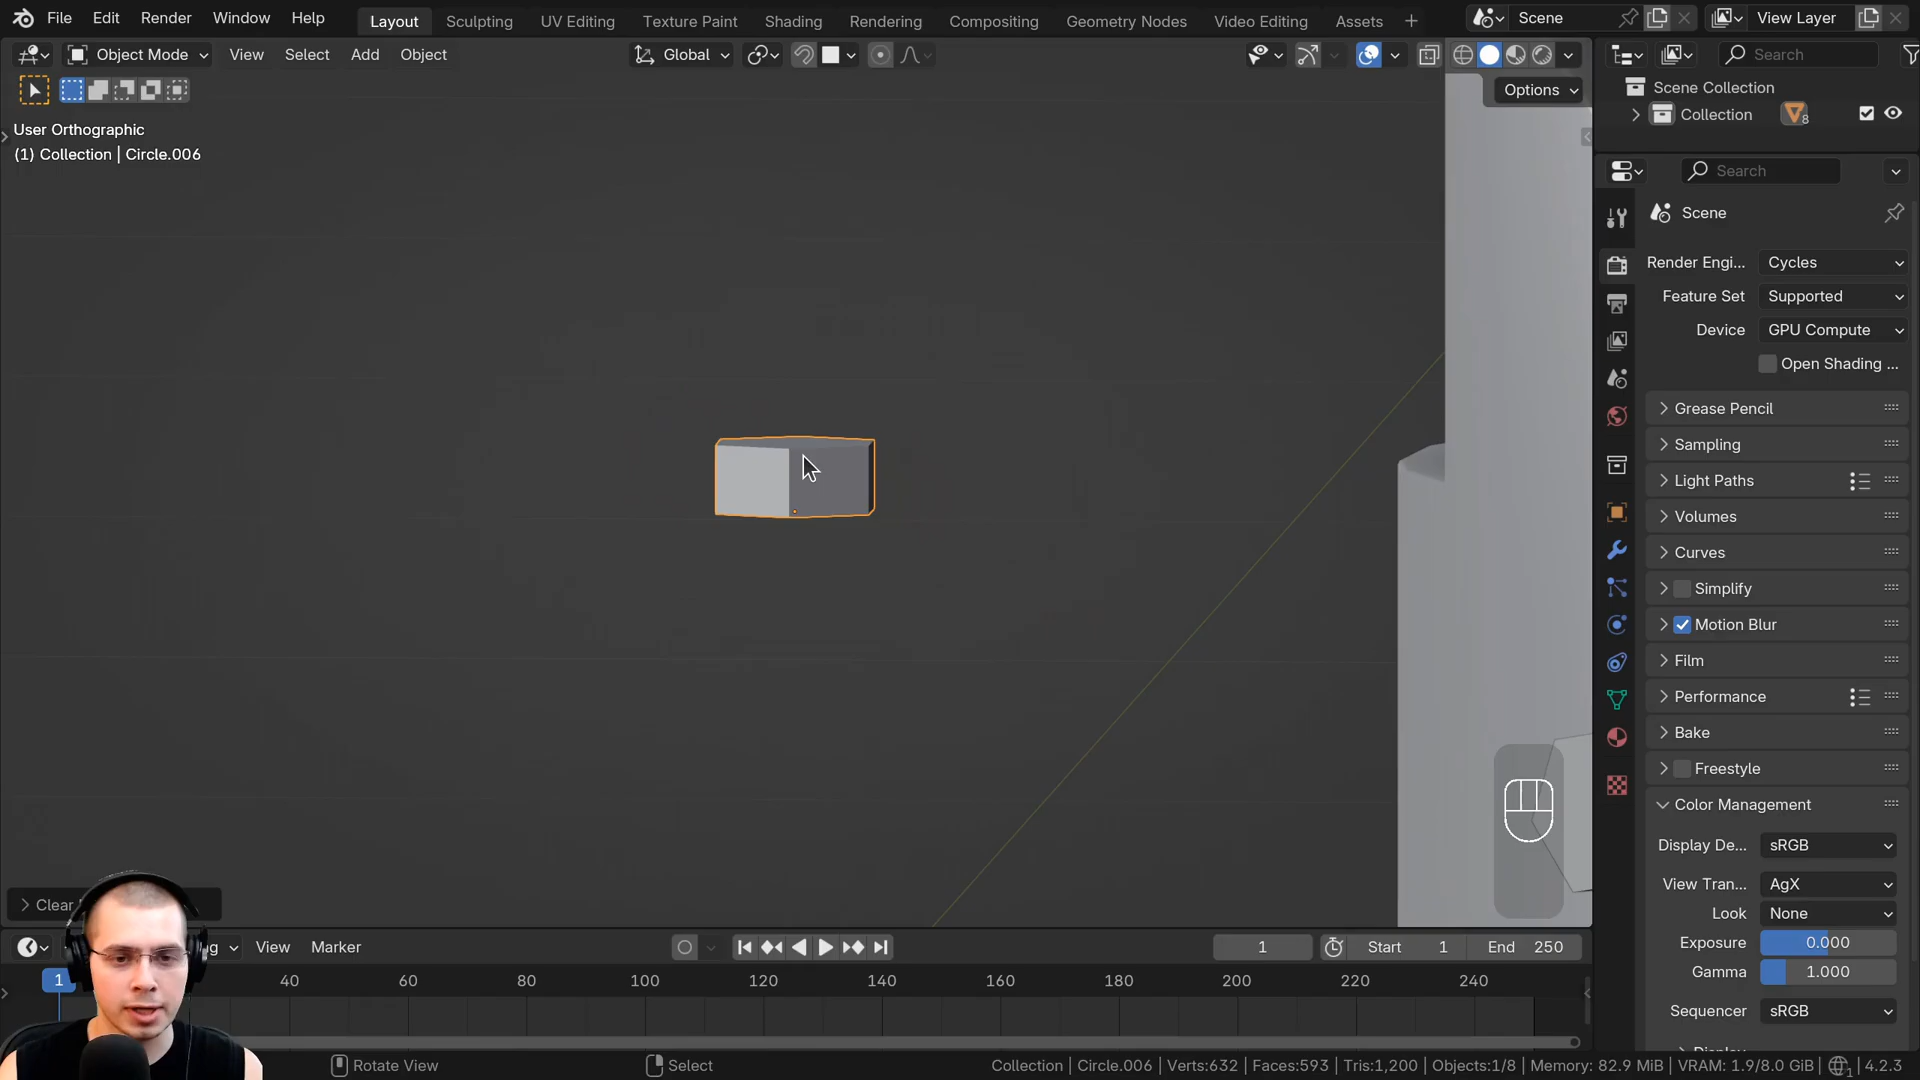 File Edit Render Window Help Layout Sculpting UV Editing Texture Paint Shading Rendering Compositing Geometry Nodes Video Editing Assets Scene View Layer
Object Mode View Select Add Object Global Search
Options
User Orthographic
(1) Collection | Circle.006
Scene Collection
Collection 8
Search
Scene
Render Engi... Cycles
Feature Set Supported
Device GPU Compute
Open Shading ...
Grease Pencil
Sampling
Light Paths
Volumes
Curves
Simplify
Motion Blur
Film
Performance
Bake
Freestyle
Color Management
Display De... sRGB
View Tran... AgX
Look None
Exposure 0.000
Gamma 1.000
Sequencer sRGB
Clear
View Marker 1 Start 1 End 250
1 40 60 80 100 120 140 160 180 200 220 240
Rotate View Select Collection | Circle.006 | Verts:632 | Faces:593 | Tris:1,200 | Objects:1/8 | Memory: 82.9 MiB | VRAM: 1.9/8.0 GiB | 4.2.3